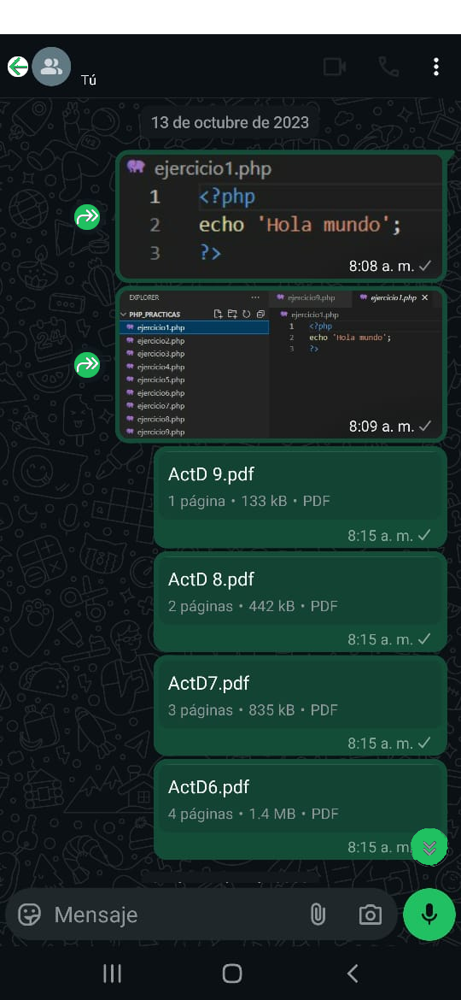 Tú
13 de octubre de 2023
ejercicio1.php
1 <?php
2 echo 'Hola mundo';
3 ?>
8:08 a. m.
EXPLORER ... ejercicio9.php ejercicio1.php
PHP_PRACTICAS ejercicio1.php
ejercicio1.php 1 <?php
ejercicio2.php 2 echo 'Hola mundo';
ejercicio3.php 3 ?>
ejercicio4.php
ejercicio5.php
ejercicio6.php
ejercicio7.php
ejercicio8.php
ejercicio9.php
8:09 a. m.
ActD 9.pdf
1 página • 133 kB • PDF
8:15 a. m.
ActD 8.pdf
2 páginas • 442 kB • PDF
8:15 a. m.
ActD7.pdf
3 páginas • 835 kB • PDF
8:15 a. m.
ActD6.pdf
4 páginas • 1.4 MB • PDF
8:15 a. m
Mensaje